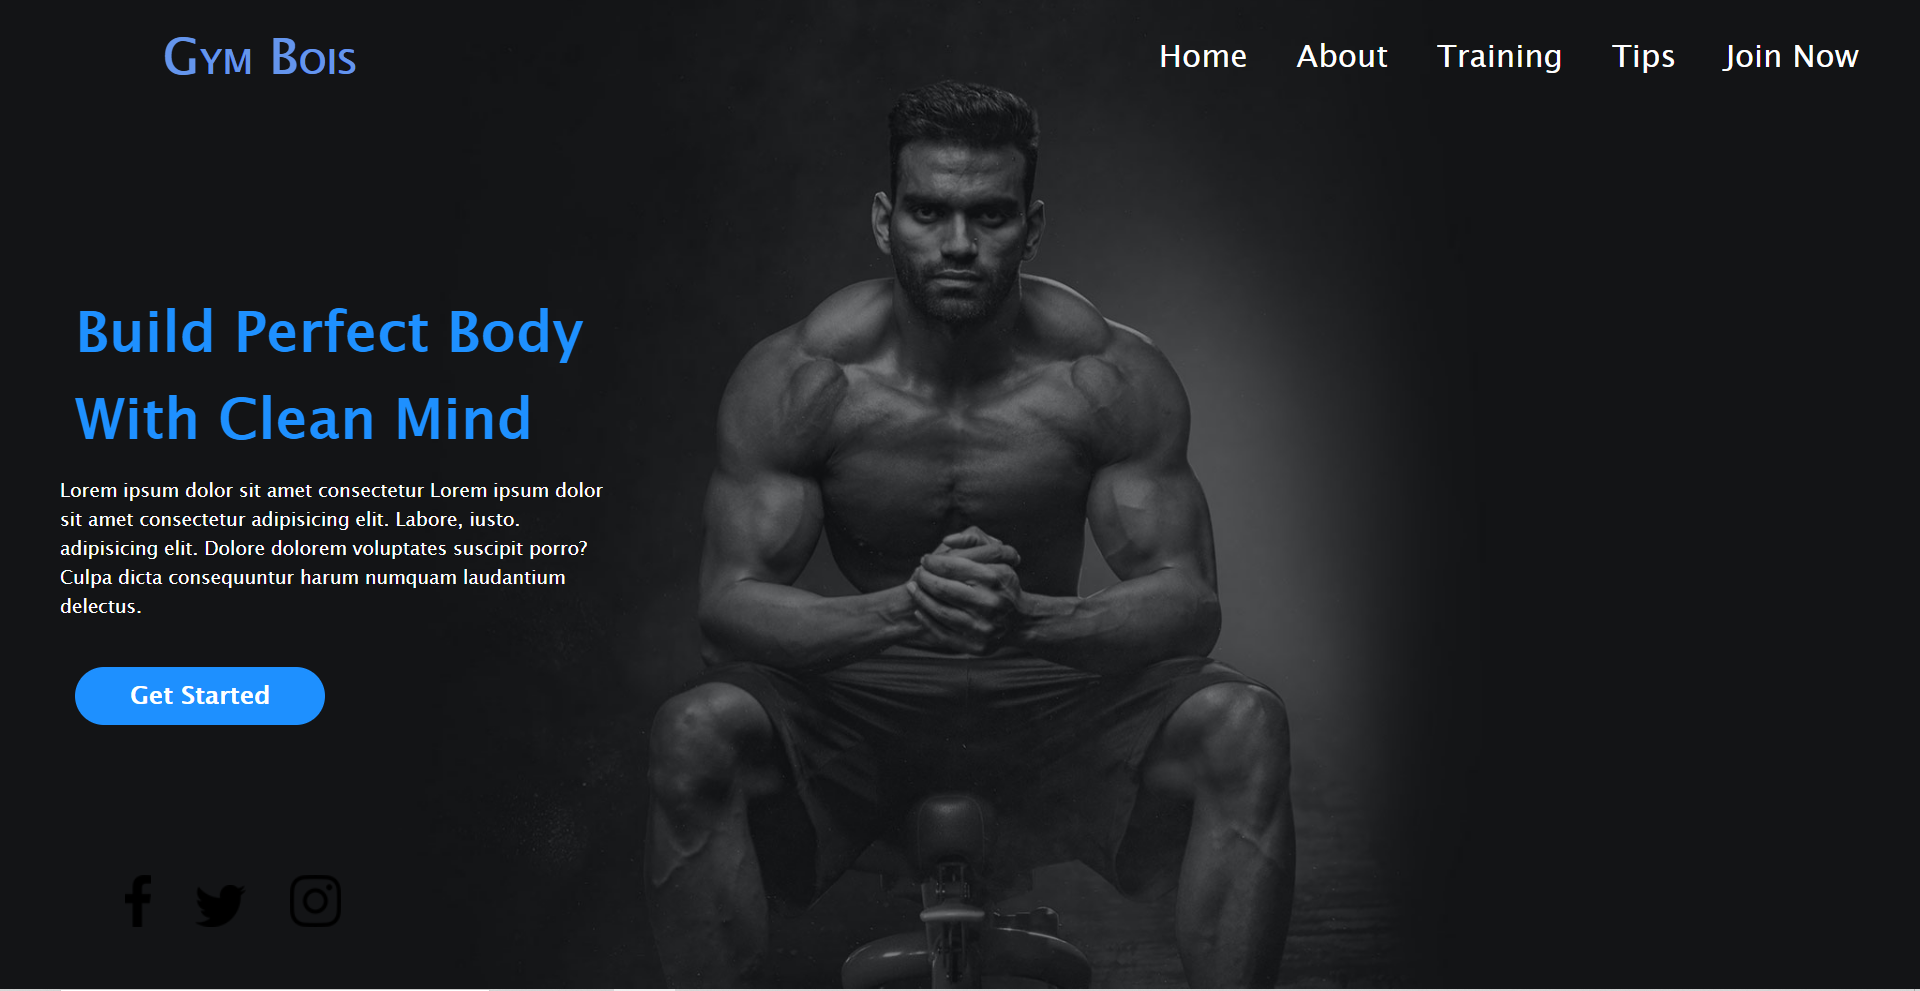 Gym Bois
Home About Training Tips Join Now
Build Perfect Body
With Clean Mind
Lorem ipsum dolor sit amet consectetur Lorem ipsum dolor
sit amet consectetur adipisicing elit. Labore, iusto.
adipisicing elit. Dolore dolorem voluptates suscipit porro?
Culpa dicta consequuntur harum numquam laudantium
delectus.
Get Started